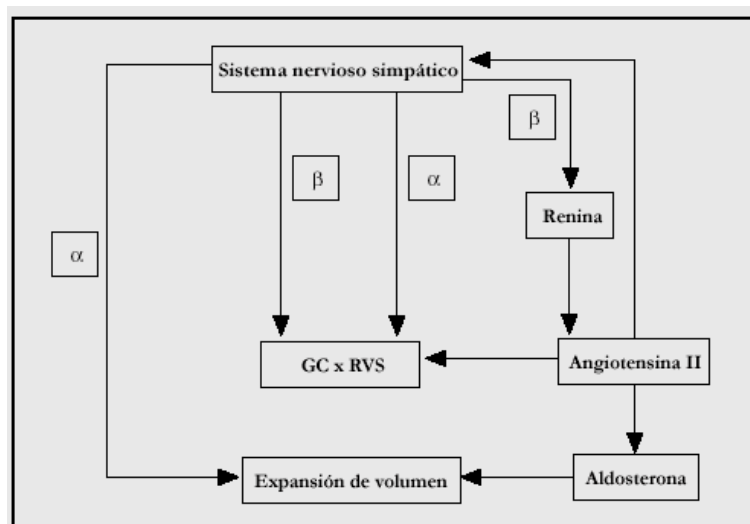 Sistema nervioso simpático
β
β
α
Renina
α
GC x RVS
Angiotensina II
Expansión de volumen
Aldosterona